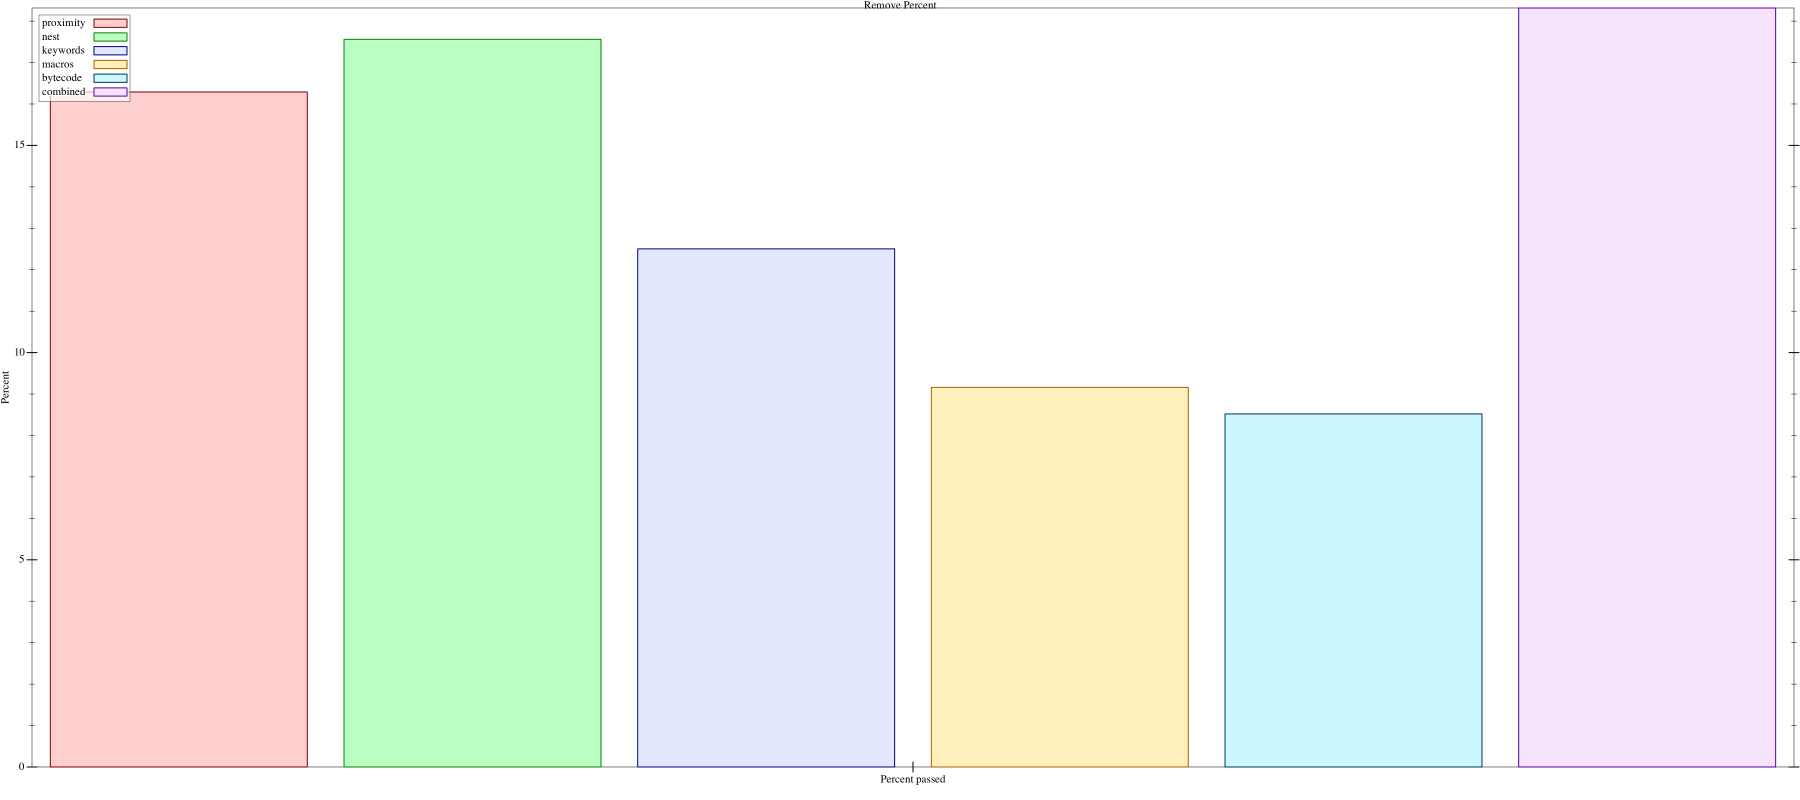 Remove Percent
proximity
nest
keywords
macros
bytecode
combined
15
10
5
0
Percent
Percent passed